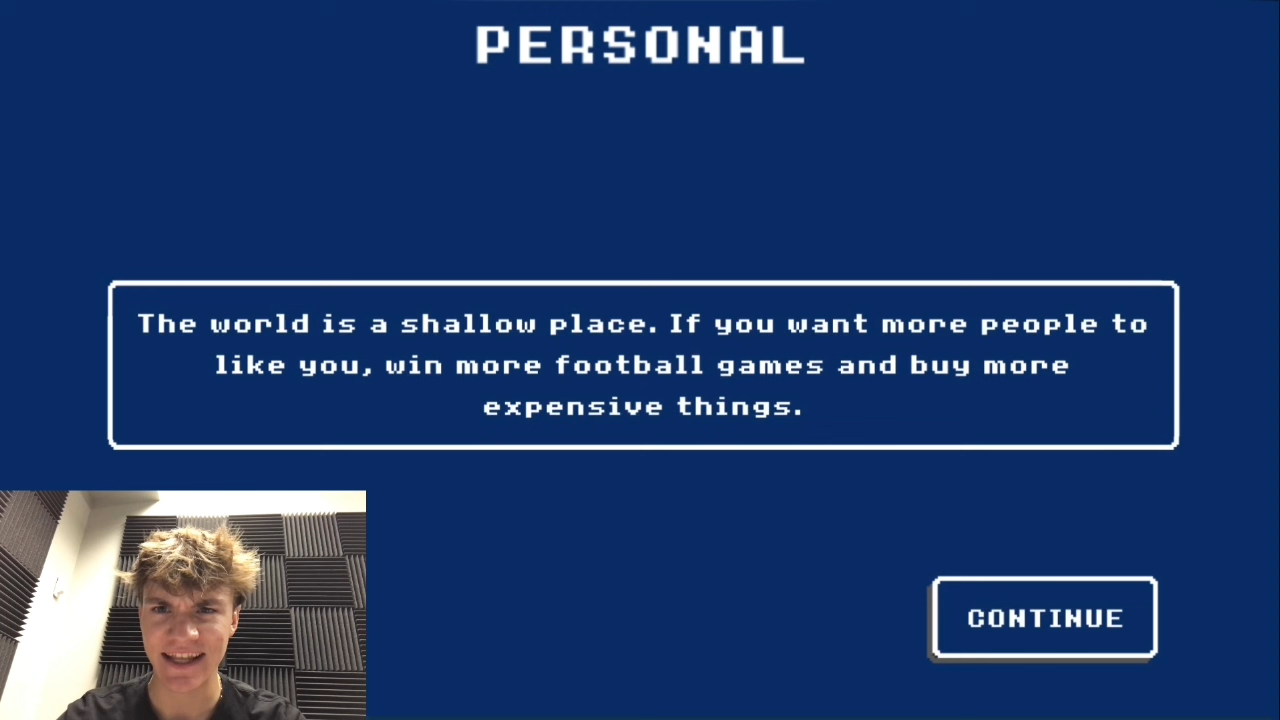 PERSONAL
The world is a shallow place. If you want more people to
like you, win more football games and buy more
expensive things.
CONTINUE